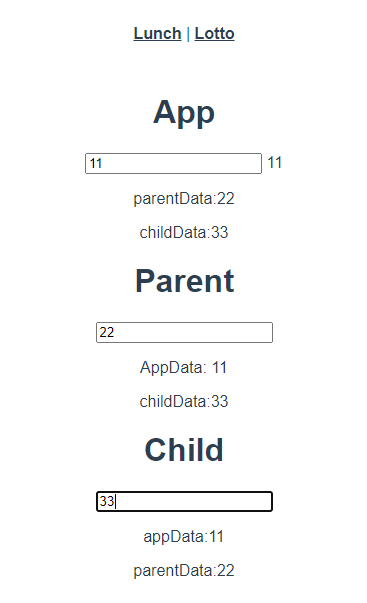 Lunch | Lotto
App
11 11
parentData:22
childData:33
Parent
22
AppData: 11
childData:33
Child
33
appData:11
parentData:22